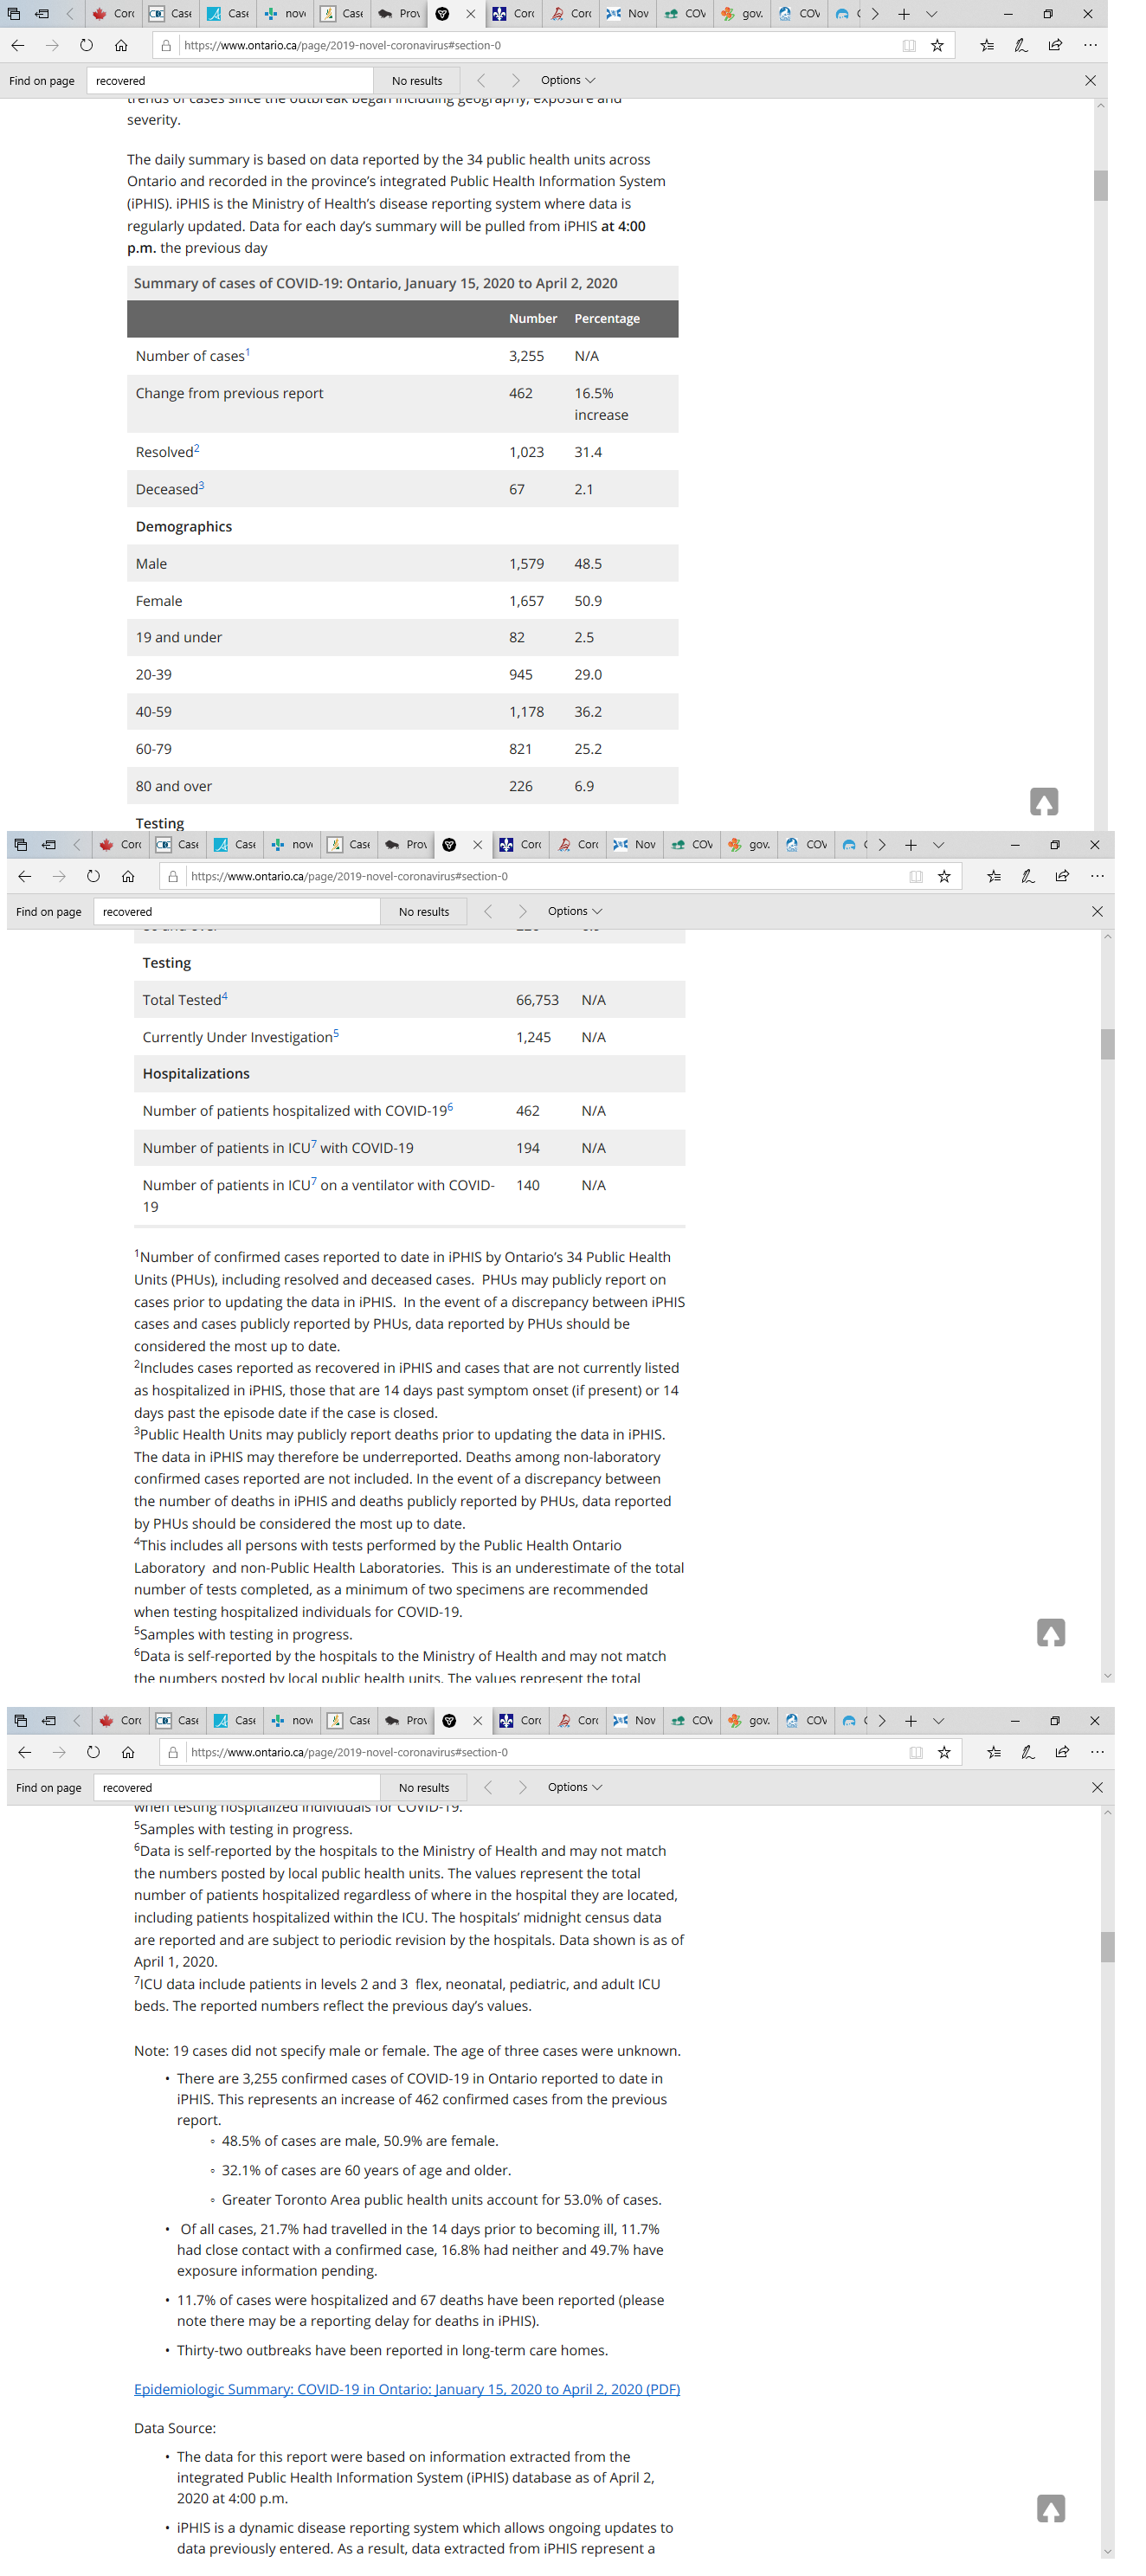 Corc Case Case nov Case Prov Corc Corc Nov COV gov. COV
https://www.ontario.ca/page/2019-novel-coronavirus#section-0
Find on page recovered No results Options
trends of cases since the outbreak began including geography, exposure and
severity.
The daily summary is based on data reported by the 34 public health units across
Ontario and recorded in the province's integrated Public Health Information System
(iPHIS). iPHIS is the Ministry of Health's disease reporting system where data is
regularly updated. Data for each day's summary will be pulled from iPHIS at 4:00
p.m. the previous day
Summary of cases of COVID-19: Ontario, January 15, 2020 to April 2, 2020
Number Percentage
Number of cases1 3,255 N/A
Change from previous report 462 16.5%
increase
Resolved2 1,023 31.4
Deceased3 67 2.1
Demographics
Male 1,579 48.5
Female 1,657 50.9
19 and under 82 2.5
20-39 945 29.0
40-59 1,178 36.2
60-79 821 25.2
80 and over 226 6.9
Testing
Corc Case Case nov Case Prov Corc Corc Nov COV gov. COV
https://www.ontario.ca/page/2019-novel-coronavirus#section-0
Find on page recovered No results Options
Testing
Total Tested4 66,753 N/A
Currently Under Investigation5 1,245 N/A
Hospitalizations
Number of patients hospitalized with COVID-196 462 N/A
Number of patients in ICU7 with COVID-19 194 N/A
Number of patients in ICU7 on a ventilator with COVID- 140 N/A
19
1Number of confirmed cases reported to date in iPHIS by Ontario's 34 Public Health
Units (PHUs), including resolved and deceased cases. PHUs may publicly report on
cases prior to updating the data in iPHIS. In the event of a discrepancy between iPHIS
cases and cases publicly reported by PHUs, data reported by PHUs should be
considered the most up to date.
2Includes cases reported as recovered in iPHIS and cases that are not currently listed
as hospitalized in iPHIS, those that are 14 days past symptom onset (if present) or 14
days past the episode date if the case is closed.
3Public Health Units may publicly report deaths prior to updating the data in iPHIS.
The data in iPHIS may therefore be underreported. Deaths among non-laboratory
confirmed cases reported are not included. In the event of a discrepancy between
the number of deaths in iPHIS and deaths publicly reported by PHUs, data reported
by PHUs should be considered the most up to date.
4This includes all persons with tests performed by the Public Health Ontario
Laboratory and non-Public Health Laboratories. This is an underestimate of the total
number of tests completed, as a minimum of two specimens are recommended
when testing hospitalized individuals for COVID-19.
5Samples with testing in progress.
6Data is self-reported by the hospitals to the Ministry of Health and may not match
the numbers posted by local public health units. The values represent the total
Corc Case Case nov Case Prov Corc Corc Nov COV gov. COV
https://www.ontario.ca/page/2019-novel-coronavirus#section-0
Find on page recovered No results Options
when testing hospitalized individuals for COVID-19.
5Samples with testing in progress.
6Data is self-reported by the hospitals to the Ministry of Health and may not match
the numbers posted by local public health units. The values represent the total
number of patients hospitalized regardless of where in the hospital they are located,
including patients hospitalized within the ICU. The hospitals' midnight census data
are reported and are subject to periodic revision by the hospitals. Data shown is as of
April 1, 2020.
7ICU data include patients in levels 2 and 3 flex, neonatal, pediatric, and adult ICU
beds. The reported numbers reflect the previous day's values.
Note: 19 cases did not specify male or female. The age of three cases were unknown.
• There are 3,255 confirmed cases of COVID-19 in Ontario reported to date in
iPHIS. This represents an increase of 462 confirmed cases from the previous
report.
◦ 48.5% of cases are male, 50.9% are female.
◦ 32.1% of cases are 60 years of age and older.
◦ Greater Toronto Area public health units account for 53.0% of cases.
• Of all cases, 21.7% had travelled in the 14 days prior to becoming ill, 11.7%
had close contact with a confirmed case, 16.8% had neither and 49.7% have
exposure information pending.
• 11.7% of cases were hospitalized and 67 deaths have been reported (please
note there may be a reporting delay for deaths in iPHIS).
• Thirty-two outbreaks have been reported in long-term care homes.
Epidemiologic Summary: COVID-19 in Ontario: January 15, 2020 to April 2, 2020 (PDF)
Data Source:
• The data for this report were based on information extracted from the
integrated Public Health Information System (iPHIS) database as of April 2,
2020 at 4:00 p.m.
• iPHIS is a dynamic disease reporting system which allows ongoing updates to
data previously entered. As a result, data extracted from iPHIS represent a